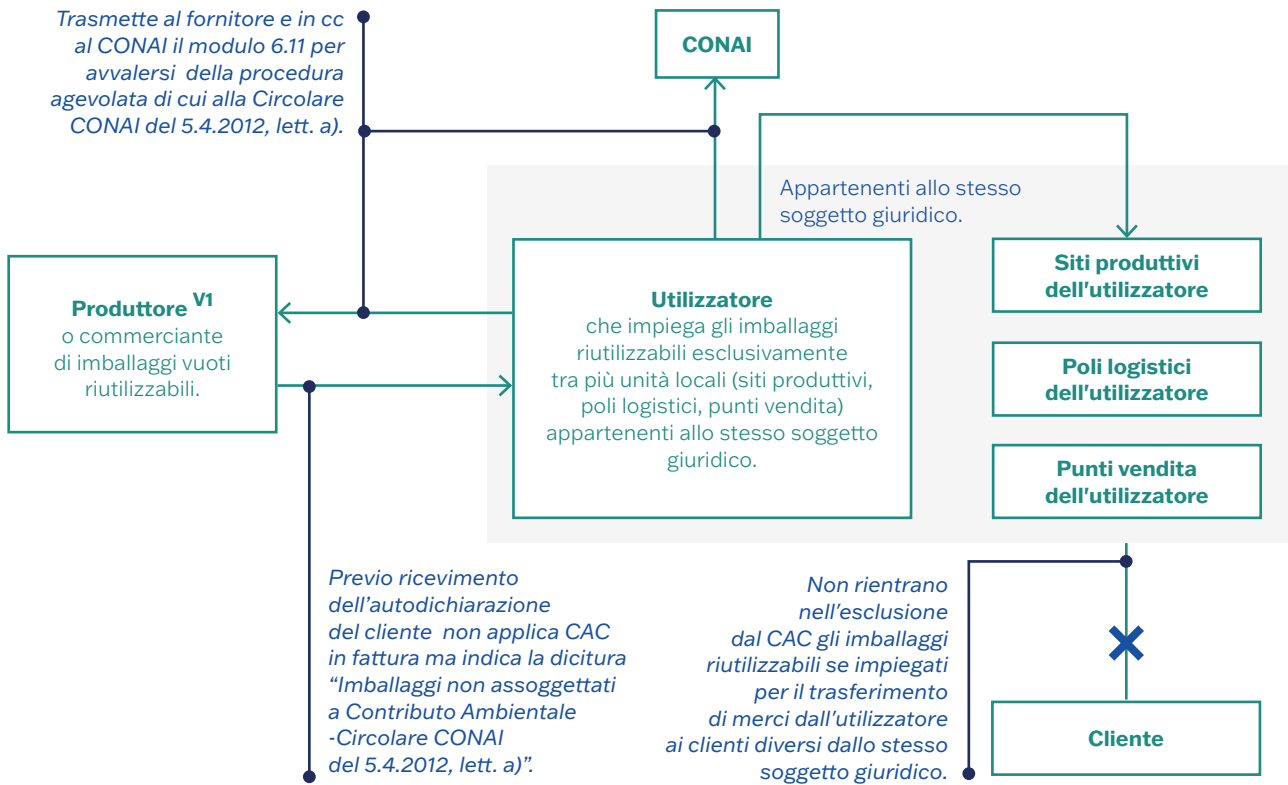 Trasmette al fornitore e in cc
al CONAI il modulo 6.11 per
avvalersi della procedura
agevolata di cui alla Circolare
CONAI del 5.4.2012, lett. a).
CONAI
Appartenenti allo stesso
soggetto giuridico.
Produttore V1
o commerciante
di imballaggi vuoti
riutilizzabili.
Utilizzatore
che impiega gli imballaggi
riutilizzabili esclusivamente
tra più unità locali (siti produttivi,
poli logistici, punti vendita)
appartenenti allo stesso soggetto
giuridico.
Siti produttivi
dell'utilizzatore
Poli logistici
dell'utilizzatore
Punti vendita
dell'utilizzatore
Previo ricevimento
dell'autodichiarazione
del cliente non applica CAC
in fattura ma indica la dicitura
“Imballaggi non assoggettati
a Contributo Ambientale
-Circolare CONAI
del 5.4.2012, lett. a)”.
Non rientrano
nell'esclusione
dal CAC gli imballaggi
riutilizzabili se impiegati
per il trasferimento
di merci dall'utilizzatore
ai clienti diversi dallo stesso
soggetto giuridico.
Cliente